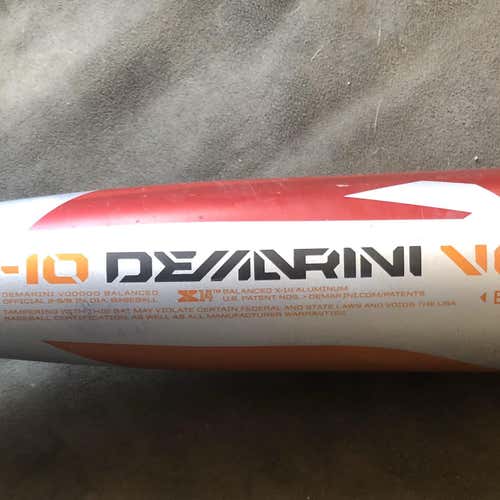 -10 DEMARINI VO
DEMARINI VOODOO BALANCED
OFFICIAL 2-5/8 IN DIA. BASEBALL
X14 BALANCED X-14 ALUMINUM
U.S. PATENT NOS. > DEMARINI.COM/PATENTS
TAMPERING WITH THIS BAT MAY VIOLATE CERTAIN FEDERAL AND STATE LAWS AND VOIDS THE USA
BASEBALL CERTIFICATION AS WELL AS ALL MANUFACTURER WARRANTIES